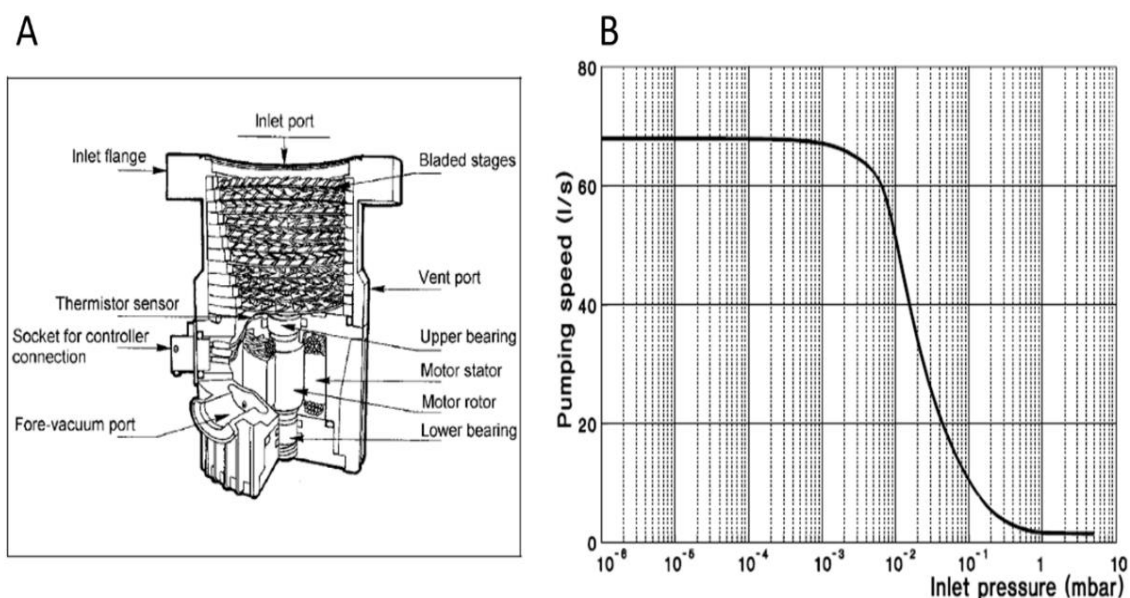 A
B
Inlet port
Inlet flange
Bladed stages
Vent port
Thermistor sensor
Socket for controller
connection
Upper bearing
Motor stator
Motor rotor
Fore-vacuum port
Lower bearing
Pumping speed (l/s)
80
60
40
20
0
10⁻⁶ 10⁻⁵ 10⁻⁴ 10⁻³ 10⁻² 10⁻¹ 1 10
Inlet pressure (mbar)